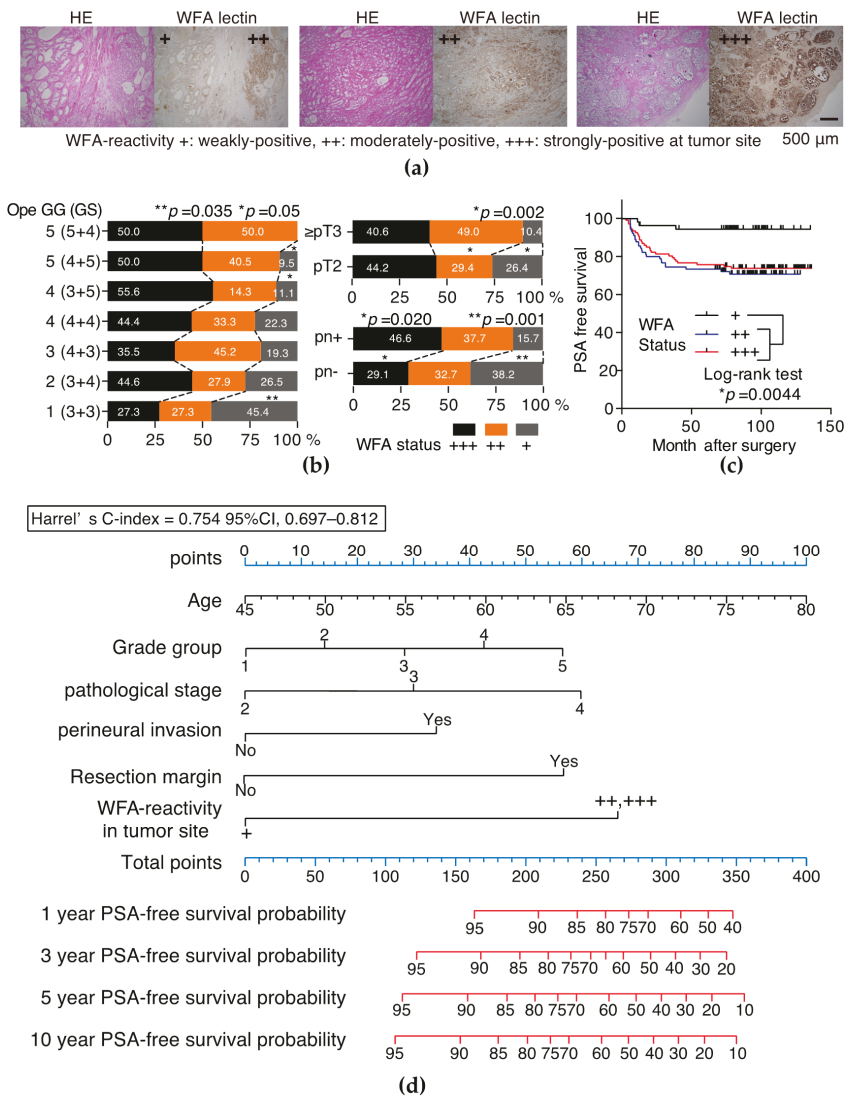 HE WFA lectin HE WFA lectin HE WFA lectin
+ ++ ++ +++
WFA-reactivity +: weakly-positive, ++: moderately-positive, +++: strongly-positive at tumor site 500 µm
(a)
Ope GG (GS) **p =0.035 *p =0.05
5 (5+4) 50.0 50.0
5 (4+5) 50.0 40.5 9.5 *
4 (3+5) 55.6 14.3 11.1 *
4 (4+4) 44.4 33.3 22.3
3 (4+3) 35.5 45.2 19.3
2 (3+4) 44.6 27.9 26.5
1 (3+3) 27.3 27.3 45.4 **
0 25 50 75 100 %
*p =0.002
≥pT3 40.6 49.0 10.4
* *
pT2 44.2 29.4 26.4
0 25 50 75 100 %
*p =0.020 **p =0.001
pn+ 46.6 37.7 15.7
* **
pn- 29.1 32.7 38.2
0 25 50 75 100 %
WFA status +++ ++ +
(b)
PSA free survival
100
80
60
40
20
0
0 50 100 150
Month after surgery
WFA Status
+
++
+++
Log-rank test
*p =0.0044
(c)
Harrel’ s C-index = 0.754 95%CI, 0.697–0.812
points 0 10 20 30 40 50 60 70 80 90 100
Age 45 50 55 60 65 70 75 80
Grade group 1 2 3 4 5
pathological stage 2 3 4
perineural invasion No Yes
Resection margin No Yes
WFA-reactivity
in tumor site + ++,+++
Total points 0 50 100 150 200 250 300 350 400
1 year PSA-free survival probability 95 90 85 80 7570 60 50 40
3 year PSA-free survival probability 95 90 85 80 7570 60 50 40 30 20
5 year PSA-free survival probability 95 90 85 80 7570 60 50 40 30 20 10
10 year PSA-free survival probability 95 90 85 80 7570 60 50 40 30 20 10
(d)